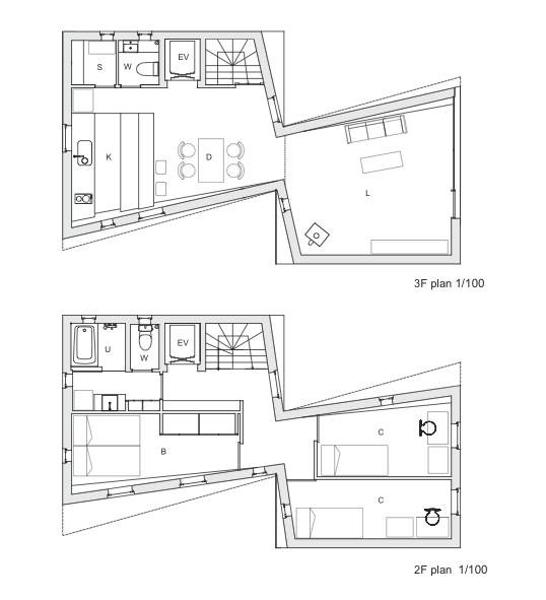 S W EV
K D L
3F plan 1/100
U W EV
C
B
C
2F plan 1/100